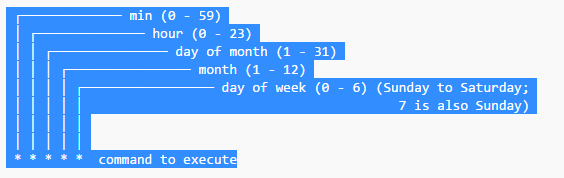 min (0 - 59)
hour (0 - 23)
day of month (1 - 31)
month (1 - 12)
day of week (0 - 6) (Sunday to Saturday;
7 is also Sunday)
* * * * * command to execute